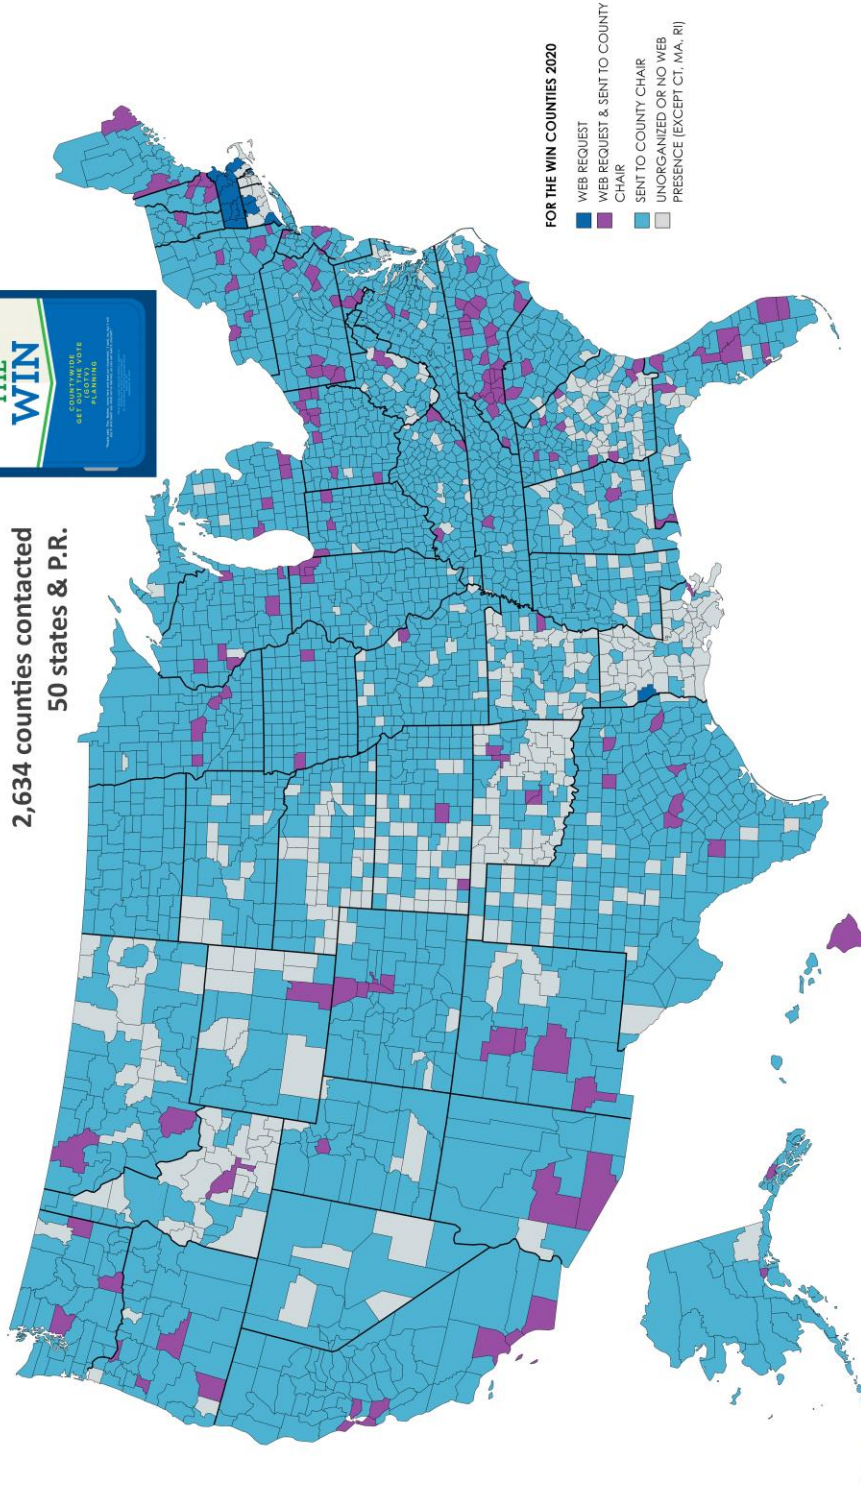 THE
WIN
COUNTYWIDE
GET OUT THE VOTE
(GOTV)
PLANNING
2,634 counties contacted
50 states & P.R.
FOR THE WIN COUNTIES 2020
WEB REQUEST
WEB REQUEST & SENT TO COUNTY
CHAIR
SENT TO COUNTY CHAIR
UNORGANIZED OR NO WEB
PRESENCE (EXCEPT CT, MA, RI)